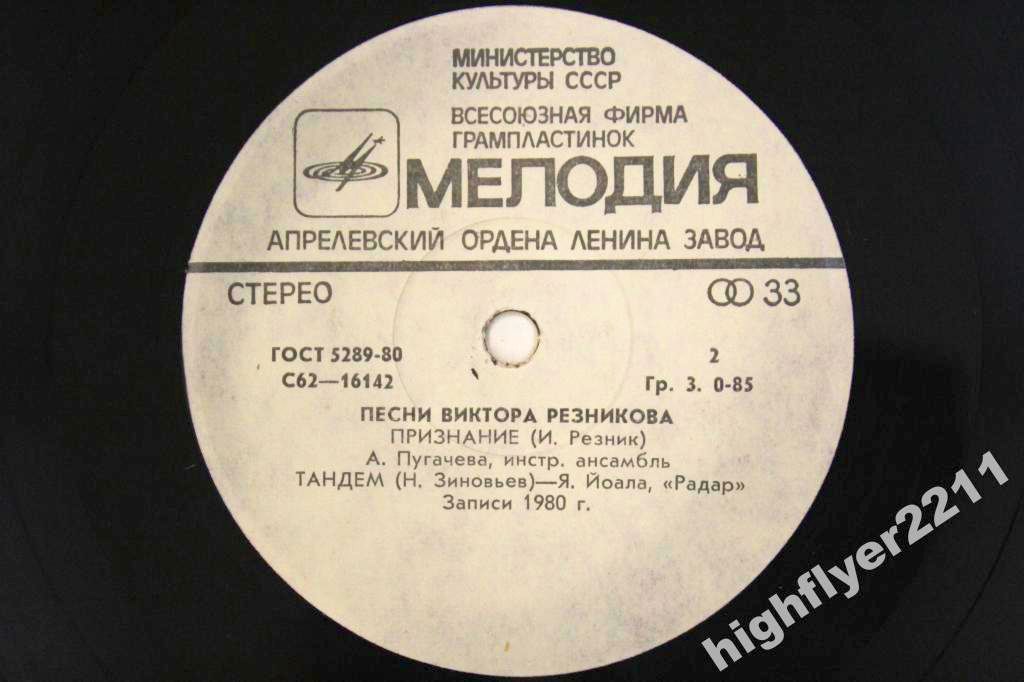 МИНИСТЕРСТВО
КУЛЬТУРЫ СССР
ВСЕСОЮЗНАЯ ФИРМА
ГРАМПЛАСТИНОК
МЕЛОДИЯ
АПРЕЛЕВСКИЙ ОРДЕНА ЛЕНИНА ЗАВОД
СТЕРЕО 33
ГОСТ 5289-80 2
С62—16142 Гр. 3. 0-85
ПЕСНИ ВИКТОРА РЕЗНИКОВА
ПРИЗНАНИЕ (И. Резник)
А. Пугачева, инстр. ансамбль
ТАНДЕМ (Н. Зиновьев)—Я. Йоала, «Радар»
Записи 1980 г.
highflyer2211